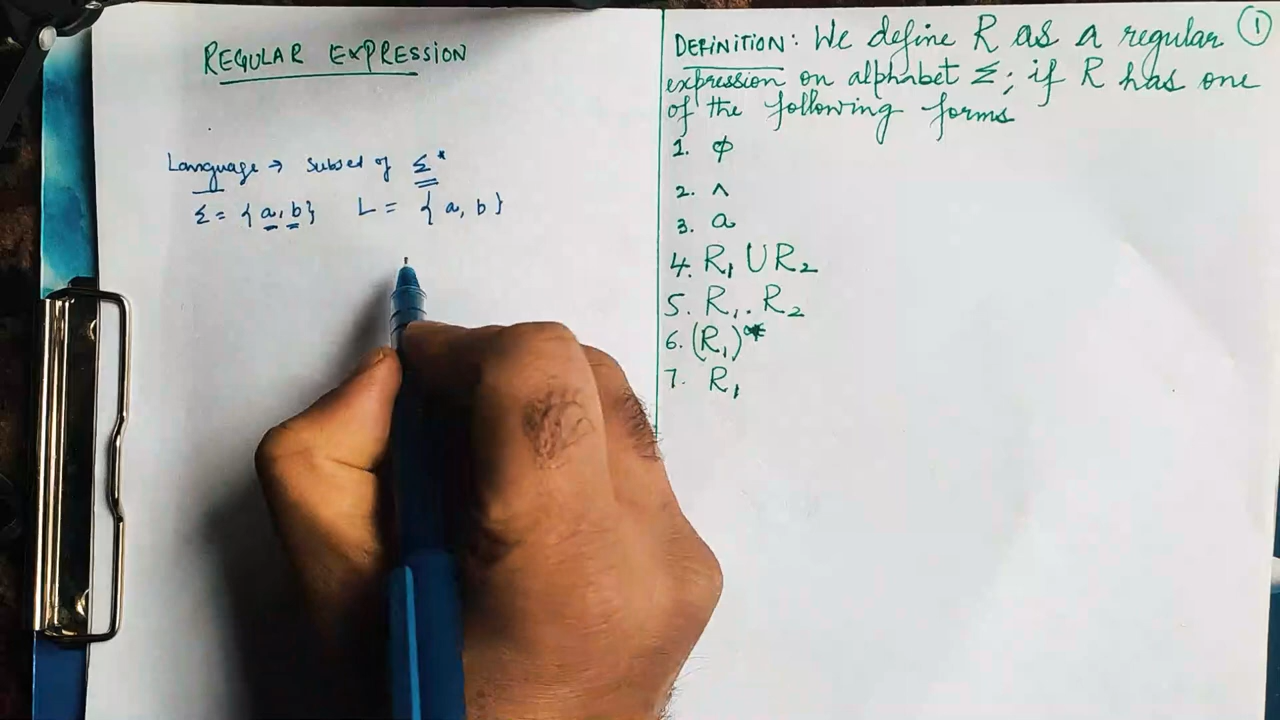 REGULAR EXPRESSION
Language → subset of Σ*
Σ = {a, b} L = {a, b}
DEFINITION: We define R as a regular ①
expression on alphabet Σ; if R has one
of the following forms
1. ϕ
2. ∧
3. a
4. R₁ ∪ R₂
5. R₁. R₂
6. (R₁)*
7. R₁